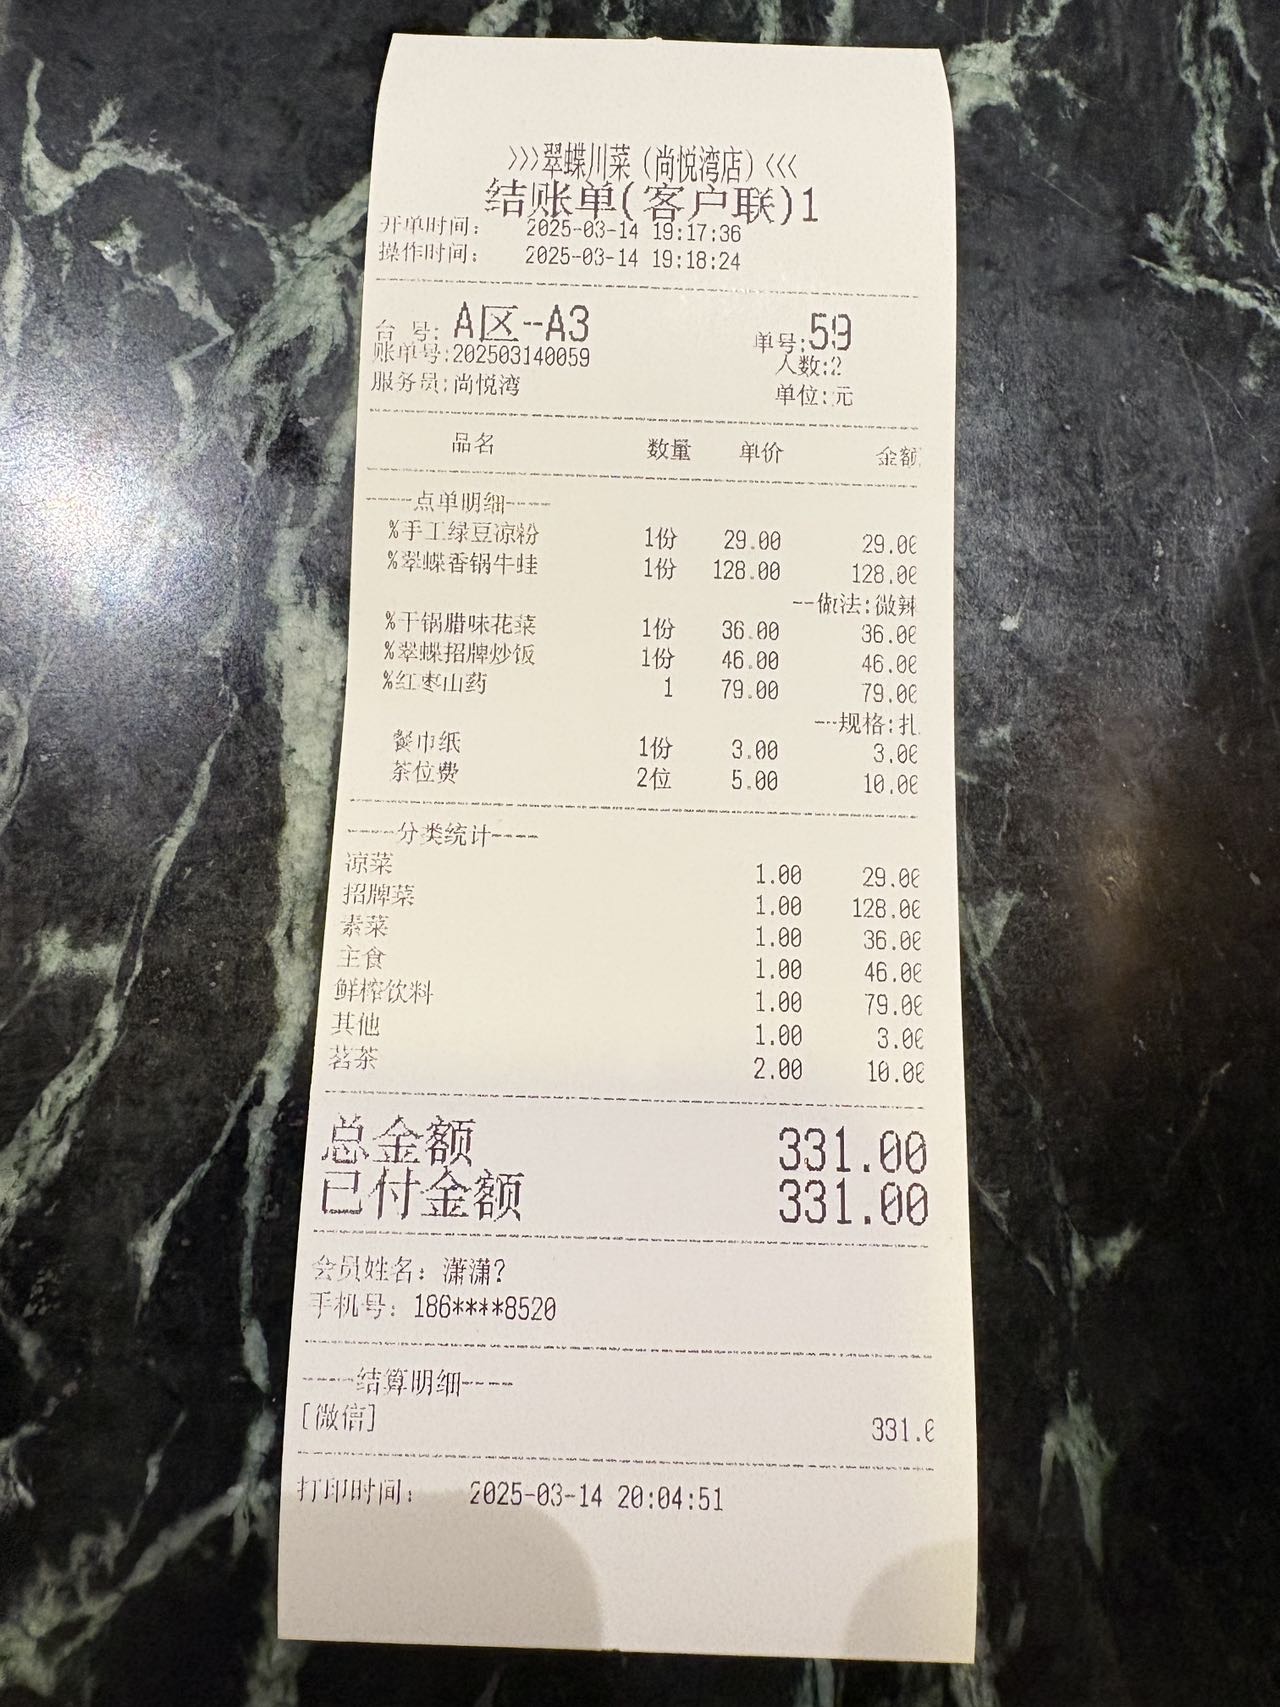 >>>翠蝶川菜(尚悦湾店)<<<
结账单(客户联)1
开单时间: 2025-03-14 19:17:36
操作时间: 2025-03-14 19:18:24
台 号: A区-A3 单号:59
账单号:202503140059 人数:2
服务员:尚悦湾 单位:元
品名 数量 单价 金额
----点单明细----
%手工绿豆凉粉 1份 29.00 29.00
%翠蝶香锅牛蛙 1份 128.00 128.00
--做法:微辣
%干锅腊味花菜 1份 36.00 36.00
%翠蝶招牌炒饭 1份 46.00 46.00
%红枣山药 1 79.00 79.00
--规格:扎
餐巾纸 1份 3.00 3.00
茶位费 2位 5.00 10.00
----分类统计----
凉菜 1.00 29.00
招牌菜 1.00 128.00
素菜 1.00 36.00
主食 1.00 46.00
鲜榨饮料 1.00 79.00
其他 1.00 3.00
茗茶 2.00 10.00
总金额 331.00
已付金额 331.00
会员姓名: 潇潇?
手机号: 186****8520
----结算明细----
[微信] 331.0
打印时间: 2025-03-14 20:04:51